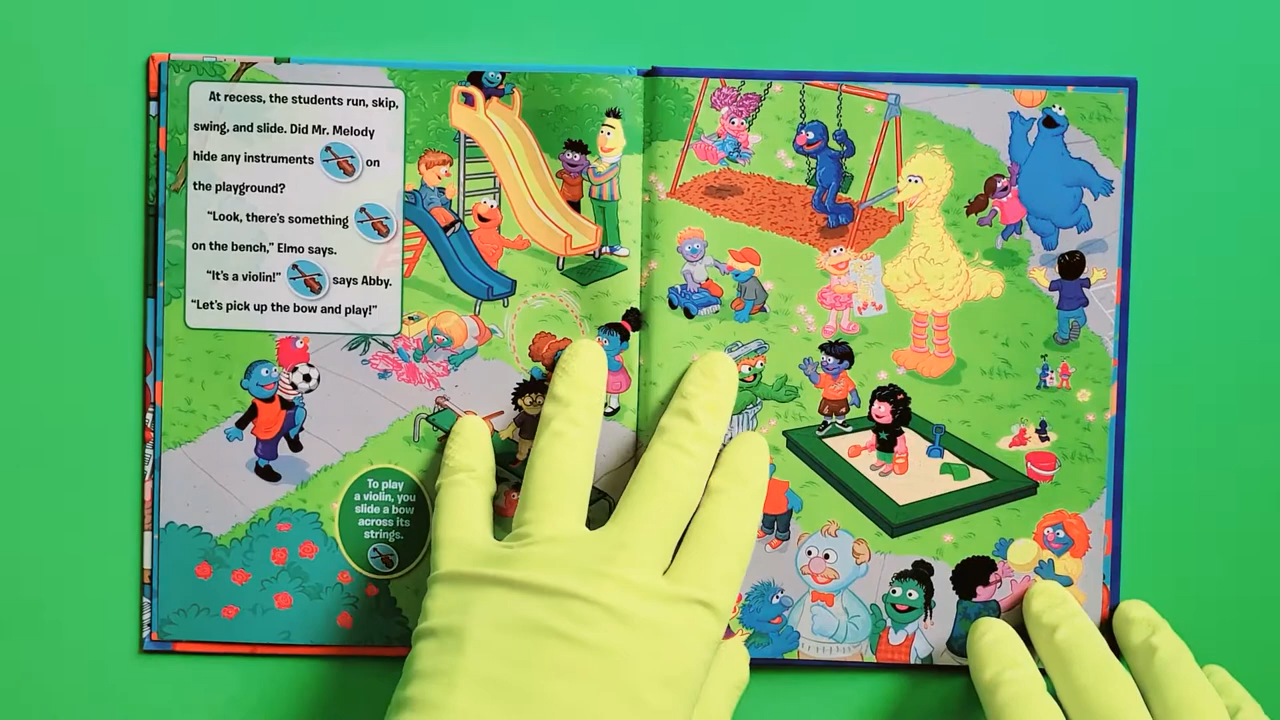 At recess, the students run, skip,
swing, and slide. Did Mr. Melody
hide any instruments on
the playground?
“Look, there’s something
on the bench,” Elmo says.
“It’s a violin!” says Abby.
“Let’s pick up the bow and play!”
To play
a violin, you
slide a bow
across its
strings.